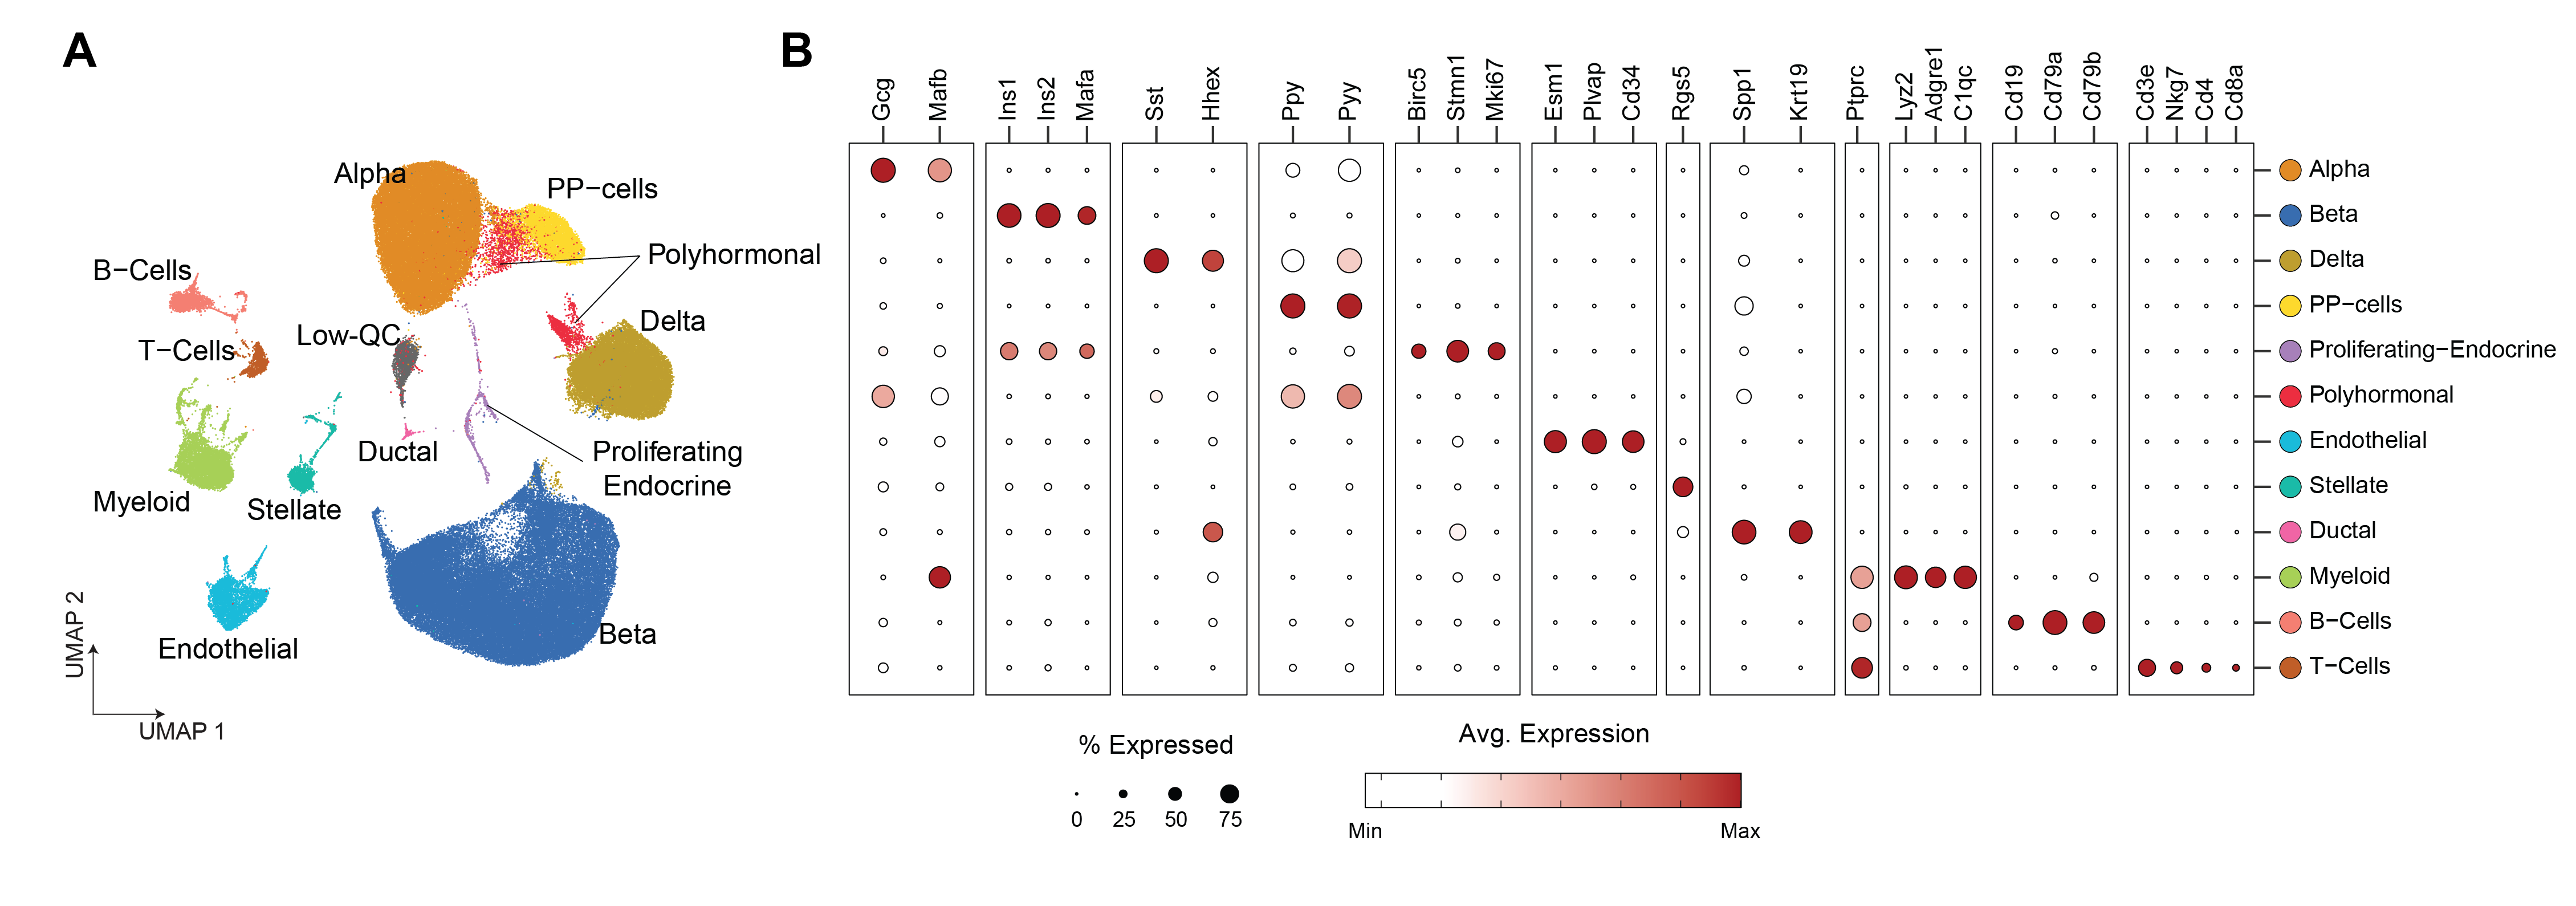 A
B
Alpha
PP−cells
Polyhormonal
B−Cells
Low-QC
Delta
T−Cells
Ductal
Proliferating
Endocrine
Myeloid
Stellate
Beta
Endothelial
UMAP 2
UMAP 1
Gcg
Mafb
Ins1
Ins2
Mafa
Sst
Hhex
Ppy
Pyy
Birc5
Stmn1
Mki67
Esm1
Plvap
Cd34
Rgs5
Spp1
Krt19
Ptprc
Lyz2
Adgre1
C1qc
Cd19
Cd79a
Cd79b
Cd3e
Nkg7
Cd4
Cd8a
Alpha
Beta
Delta
PP−cells
Proliferating−Endocrine
Polyhormonal
Endothelial
Stellate
Ductal
Myeloid
B−Cells
T−Cells
% Expressed
0 25 50 75
Avg. Expression
Min Max